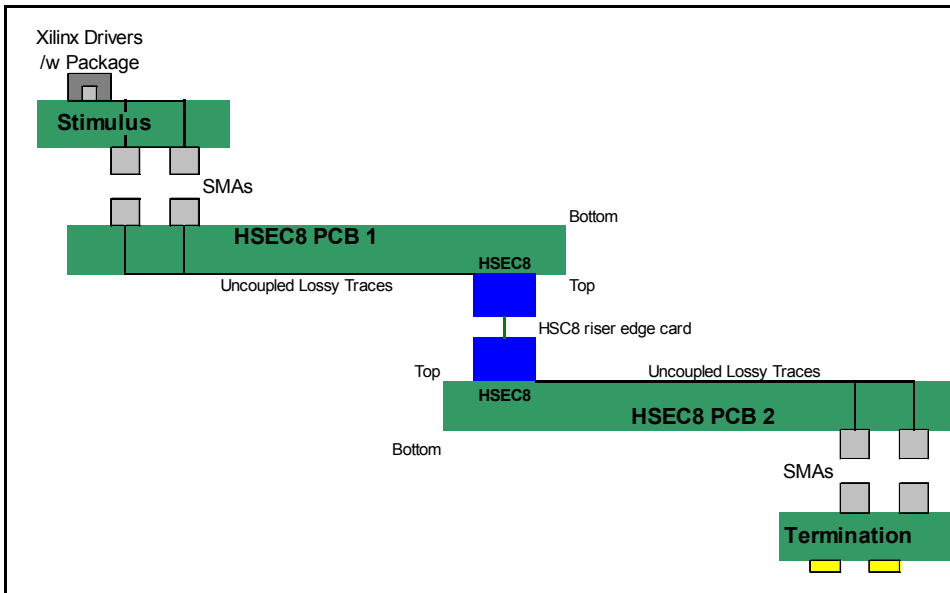 Xilinx Drivers
/w Package
Stimulus
SMAs
Bottom
HSEC8 PCB 1
HSEC8
Uncoupled Lossy Traces
Top
HSC8 riser edge card
Top
Uncoupled Lossy Traces
HSEC8
HSEC8 PCB 2
Bottom
SMAs
Termination